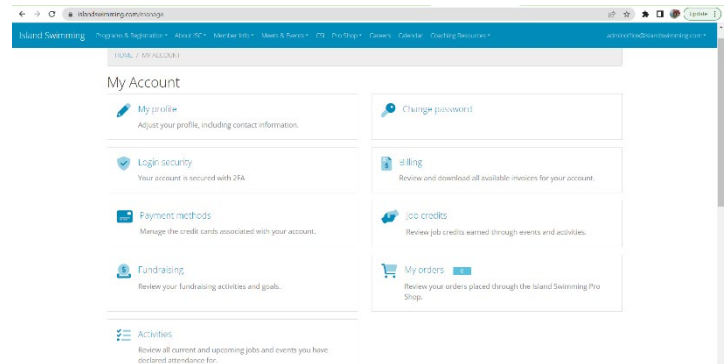 islandswimming.com/manage
Update
Island Swimming Programs & Registration About ISC Member Info Meets & Events CSI Pro Shop Careers Calendar Coaching Resources adminoffice@islandswimming.com
HOME / MY ACCOUNT
My Account
My profile
Adjust your profile, including contact information.
Change password
Login security
Your account is secured with 2FA.
Billing
Review and download all available invoices for your account.
Payment methods
Manage the credit cards associated with your account.
Job credits
Review job credits earned through events and activities.
Fundraising
Review your fundraising activities and goals.
My orders
Review your orders placed through the Island Swimming Pro
Shop.
Activities
Review all current and upcoming jobs and events you have
declared attendance for.